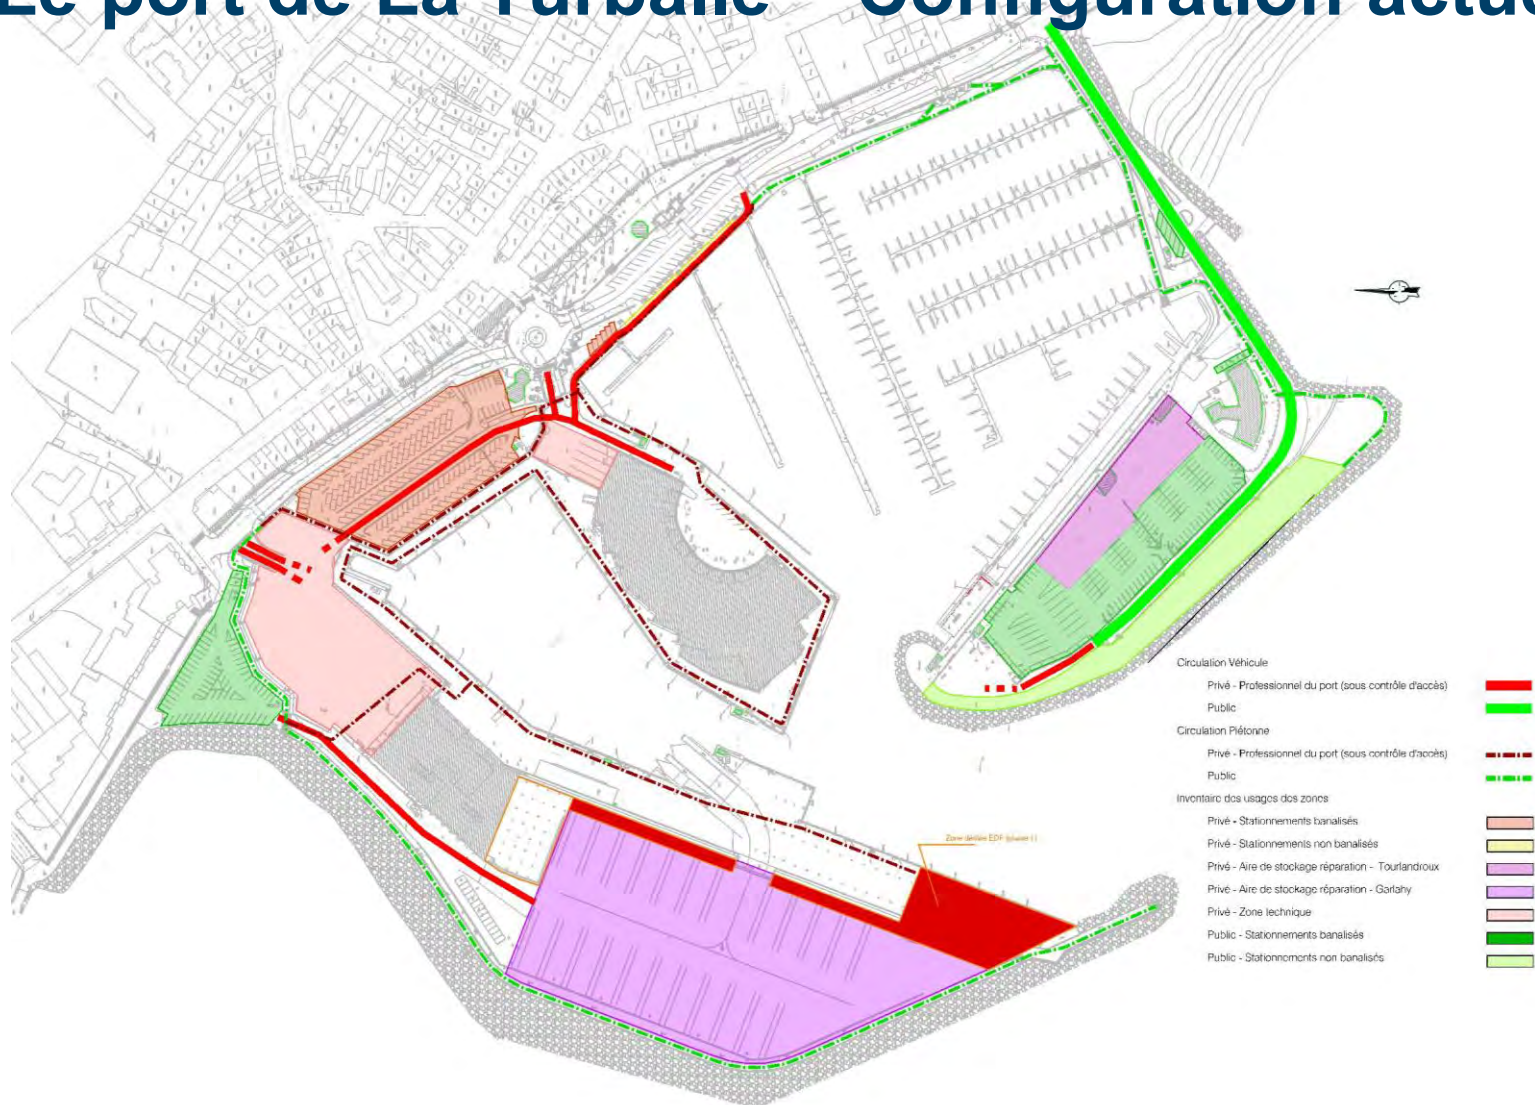 Le port de La Turballe – Configuration actue
Zone dédiée EDF
Circulation Véhicule
Privé - Professionnel du port (sous contrôle d'accès)
Public
Circulation Piétonne
Privé - Professionnel du port (sous contrôle d'accès)
Public
Inventaire des usages des zones
Privé - Stationnements banalisés
Privé - Stationnements non banalisés
Privé - Aire de stockage réparation - Tourlandroux
Privé - Aire de stockage réparation - Garlahy
Privé - Zone technique
Public - Stationnements banalisés
Public - Stationnements non banalisés